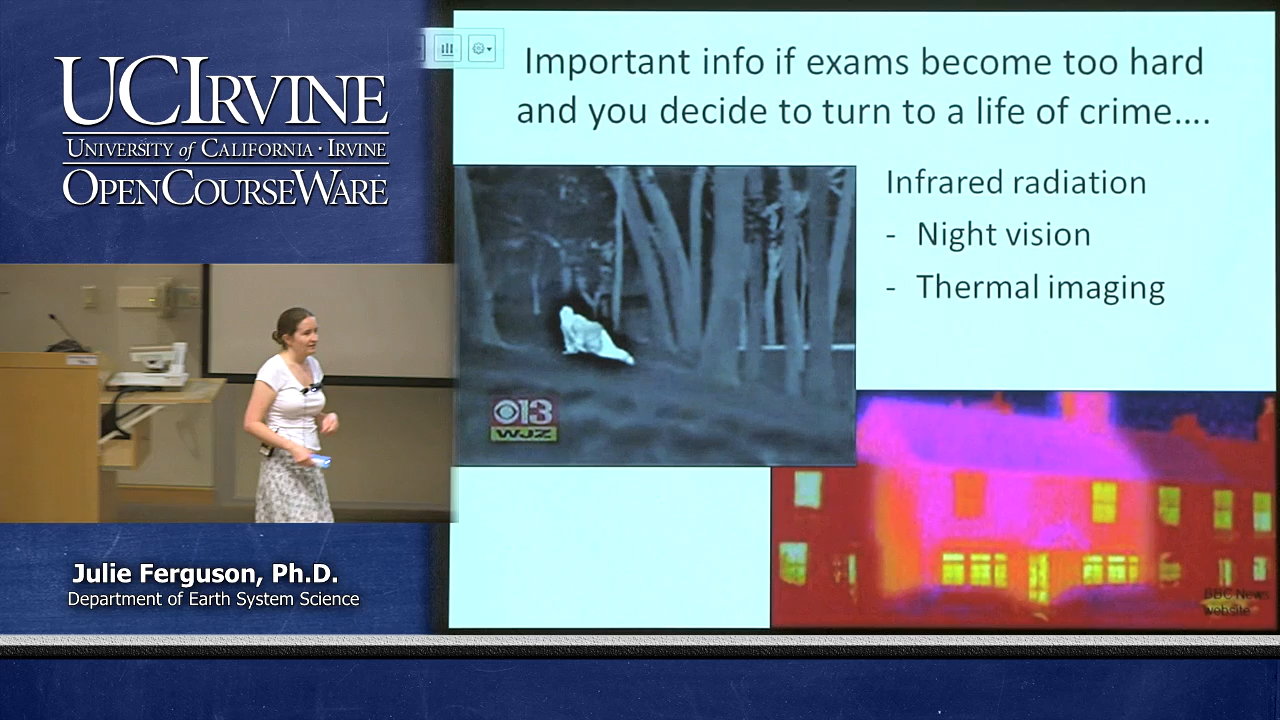 UCIRVINE
UNIVERSITY of CALIFORNIA · IRVINE
OPENCOURSEWARE
Important info if exams become too hard
and you decide to turn to a life of crime....
Infrared radiation
- Night vision
- Thermal imaging
13
WJZ
BBC News
website
Julie Ferguson, Ph.D.
Department of Earth System Science